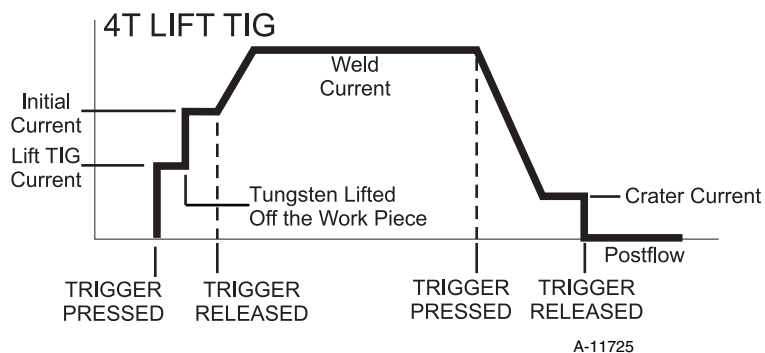 4T LIFT TIG
Weld
Current
Initial
Current
Lift TIG
Current
Tungsten Lifted
Off the Work Piece
Crater Current
Postflow
TRIGGER
PRESSED
TRIGGER
RELEASED
TRIGGER
PRESSED
TRIGGER
RELEASED
A-11725